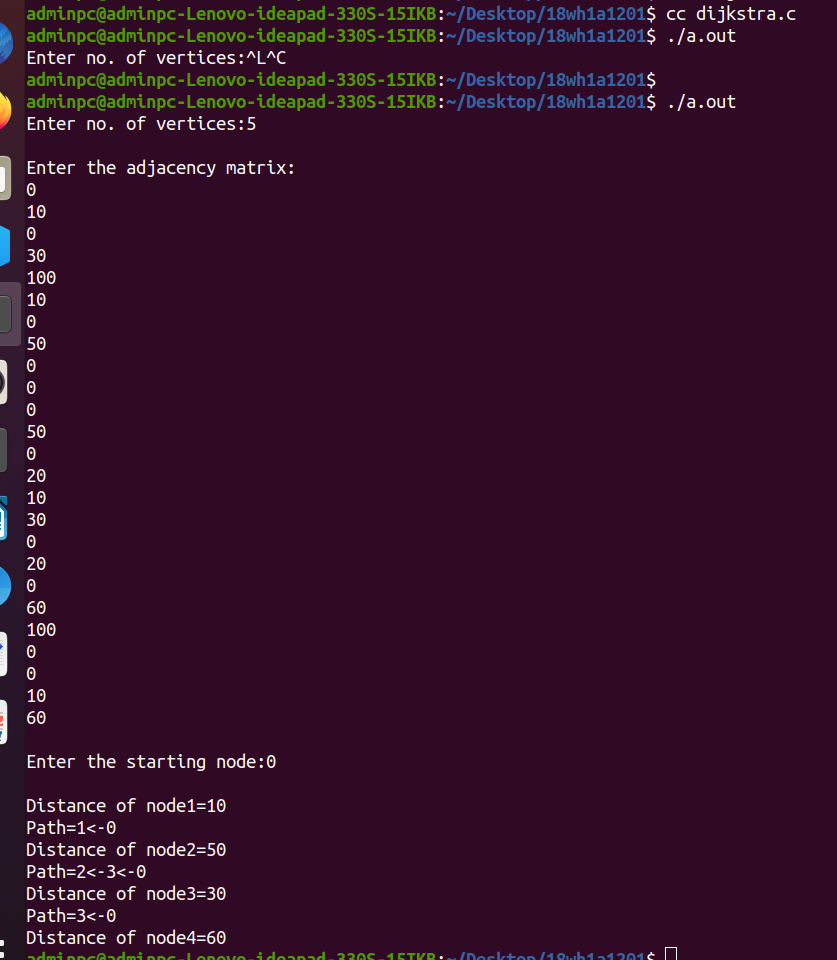 adminpc@adminpc-Lenovo-ideapad-330S-15IKB:~/Desktop/18wh1a1201$ cc dijkstra.c
adminpc@adminpc-Lenovo-ideapad-330S-15IKB:~/Desktop/18wh1a1201$ ./a.out
Enter no. of vertices:^L^C
adminpc@adminpc-Lenovo-ideapad-330S-15IKB:~/Desktop/18wh1a1201$
adminpc@adminpc-Lenovo-ideapad-330S-15IKB:~/Desktop/18wh1a1201$ ./a.out
Enter no. of vertices:5
Enter the adjacency matrix:
0
10
0
30
100
10
0
50
0
0
0
50
0
20
10
30
0
20
0
60
100
0
0
10
60
Enter the starting node:0
Distance of node1=10
Path=1<-0
Distance of node2=50
Path=2<-3<-0
Distance of node3=30
Path=3<-0
Distance of node4=60
adminpc@adminpc-Lenovo-ideapad-330S-15IKB:~/Desktop/18wh1a1201$